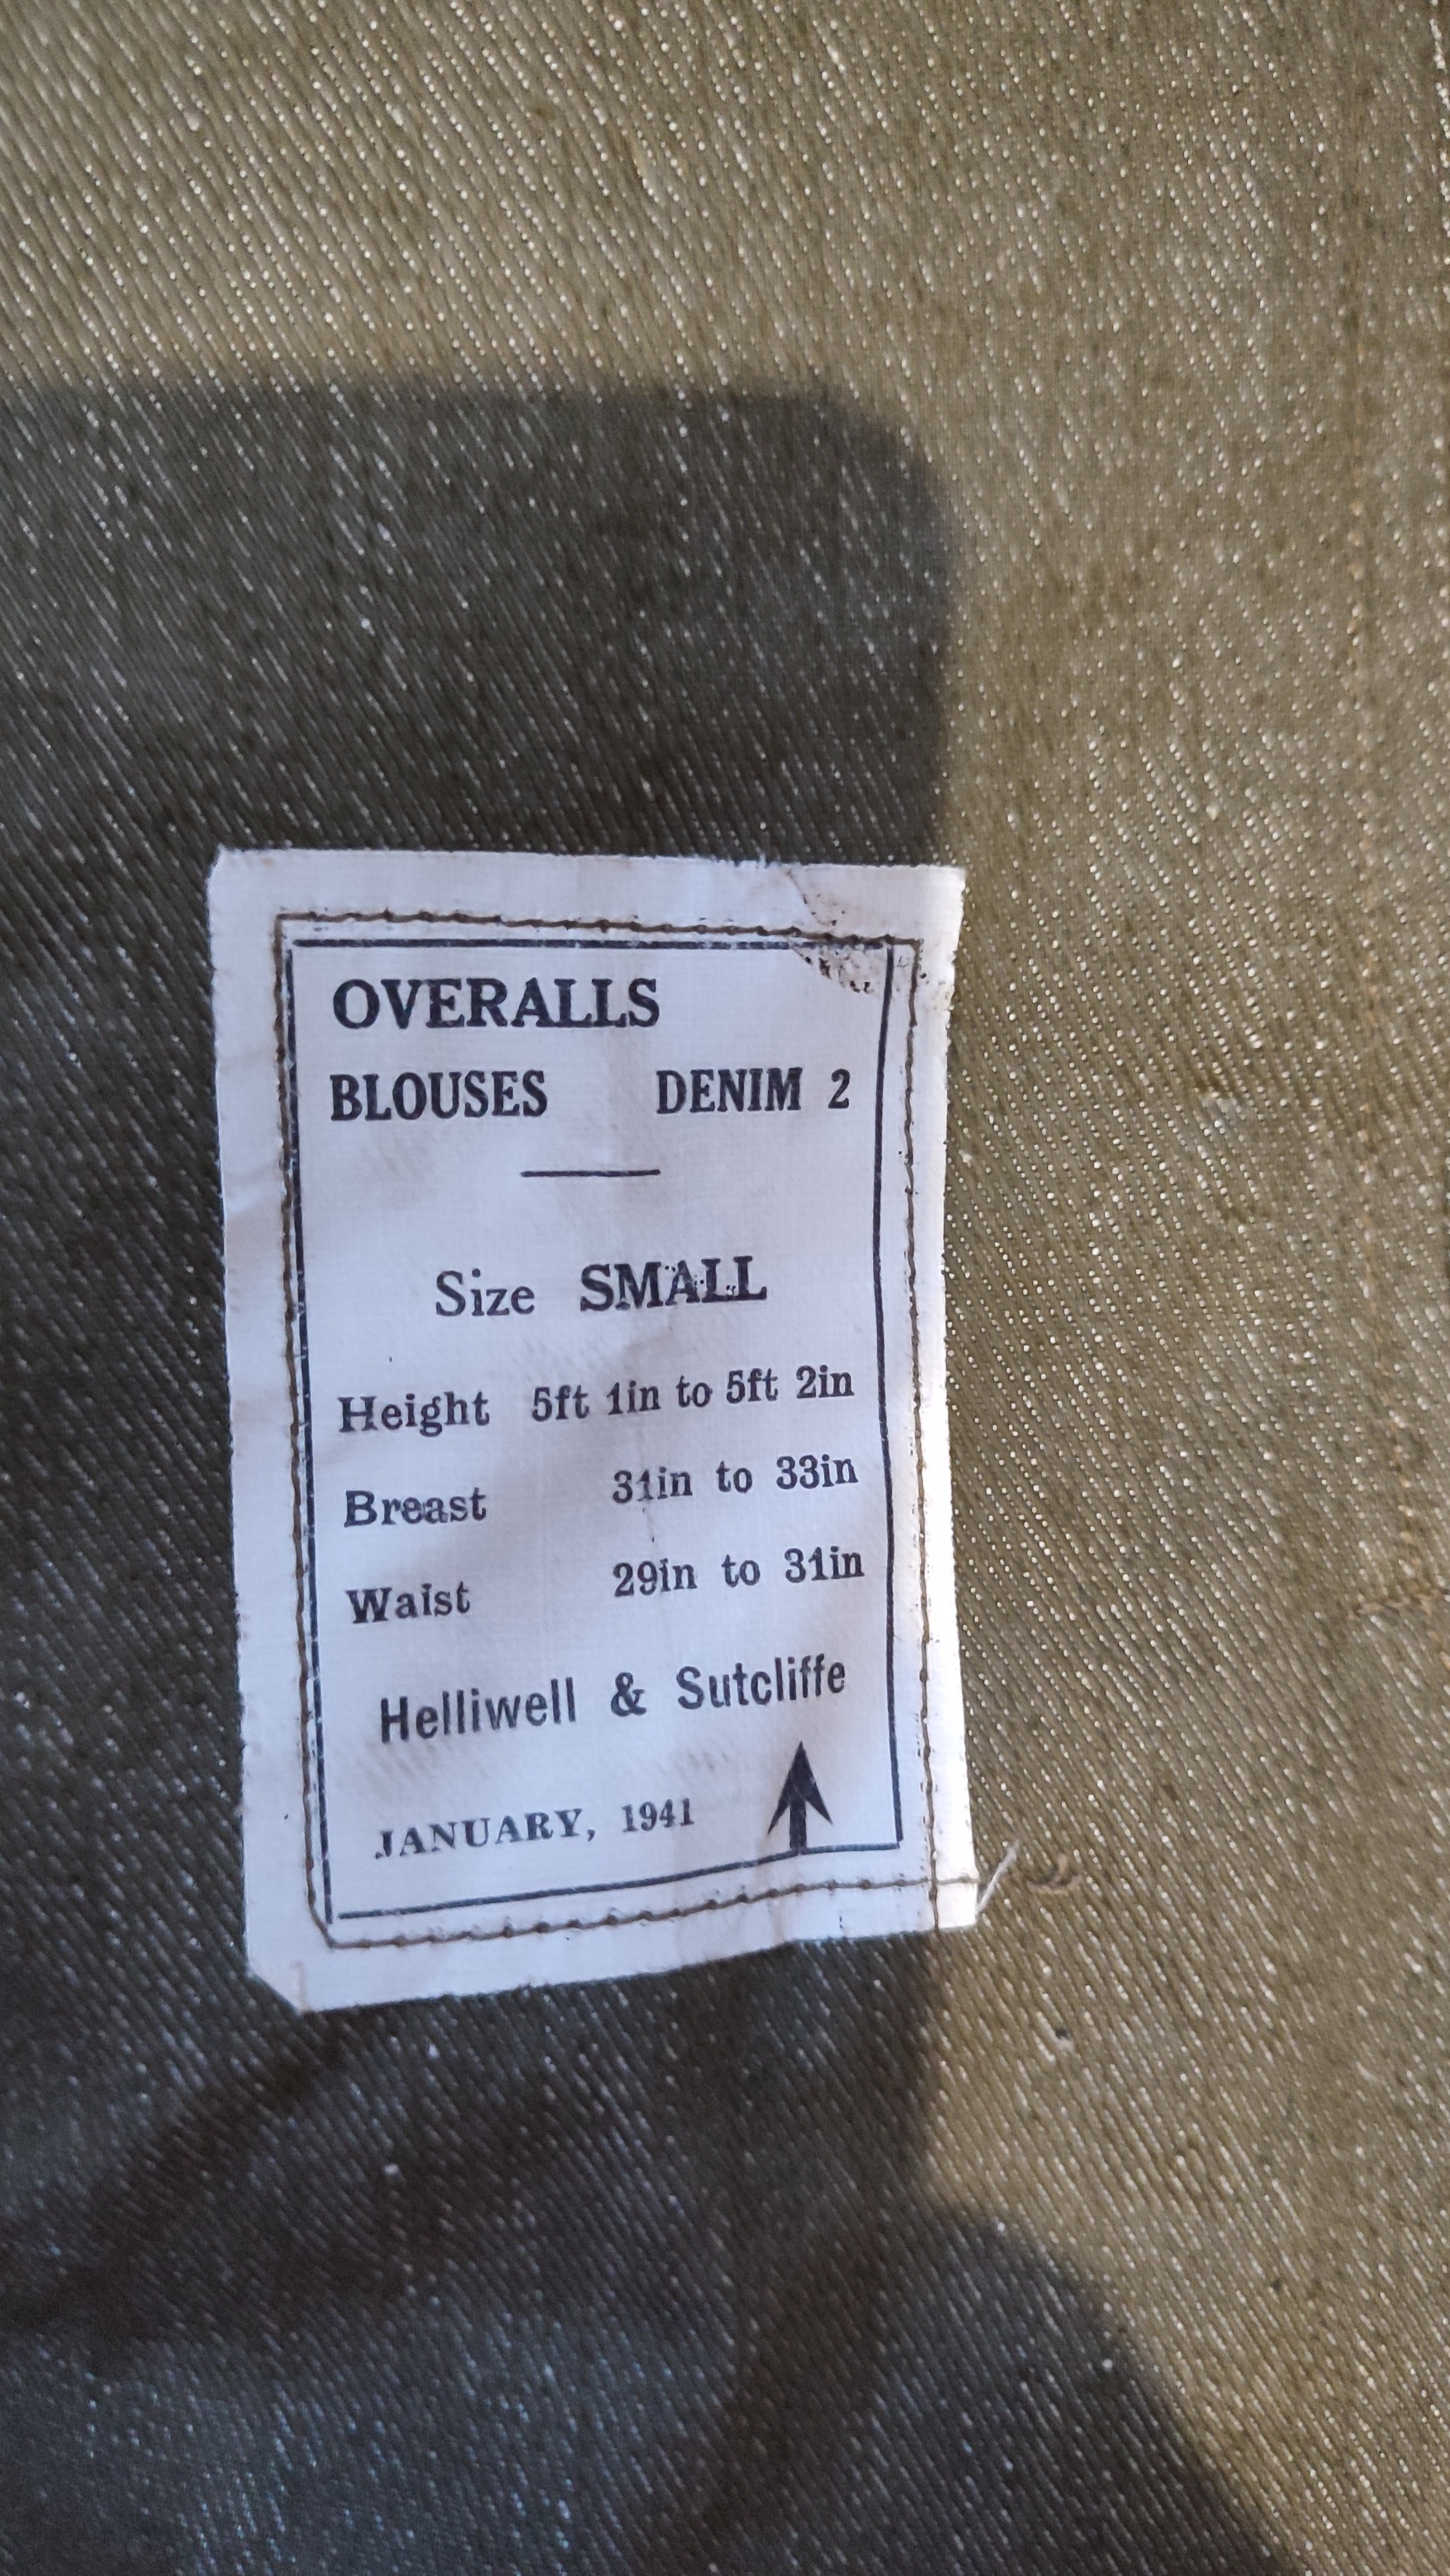 OVERALLS
BLOUSES DENIM 2
Size SMALL
Height 5ft 1in to 5ft 2in
Breast 31in to 33in
Waist 29in to 31in
Helliwell & Sutcliffe
JANUARY, 1941